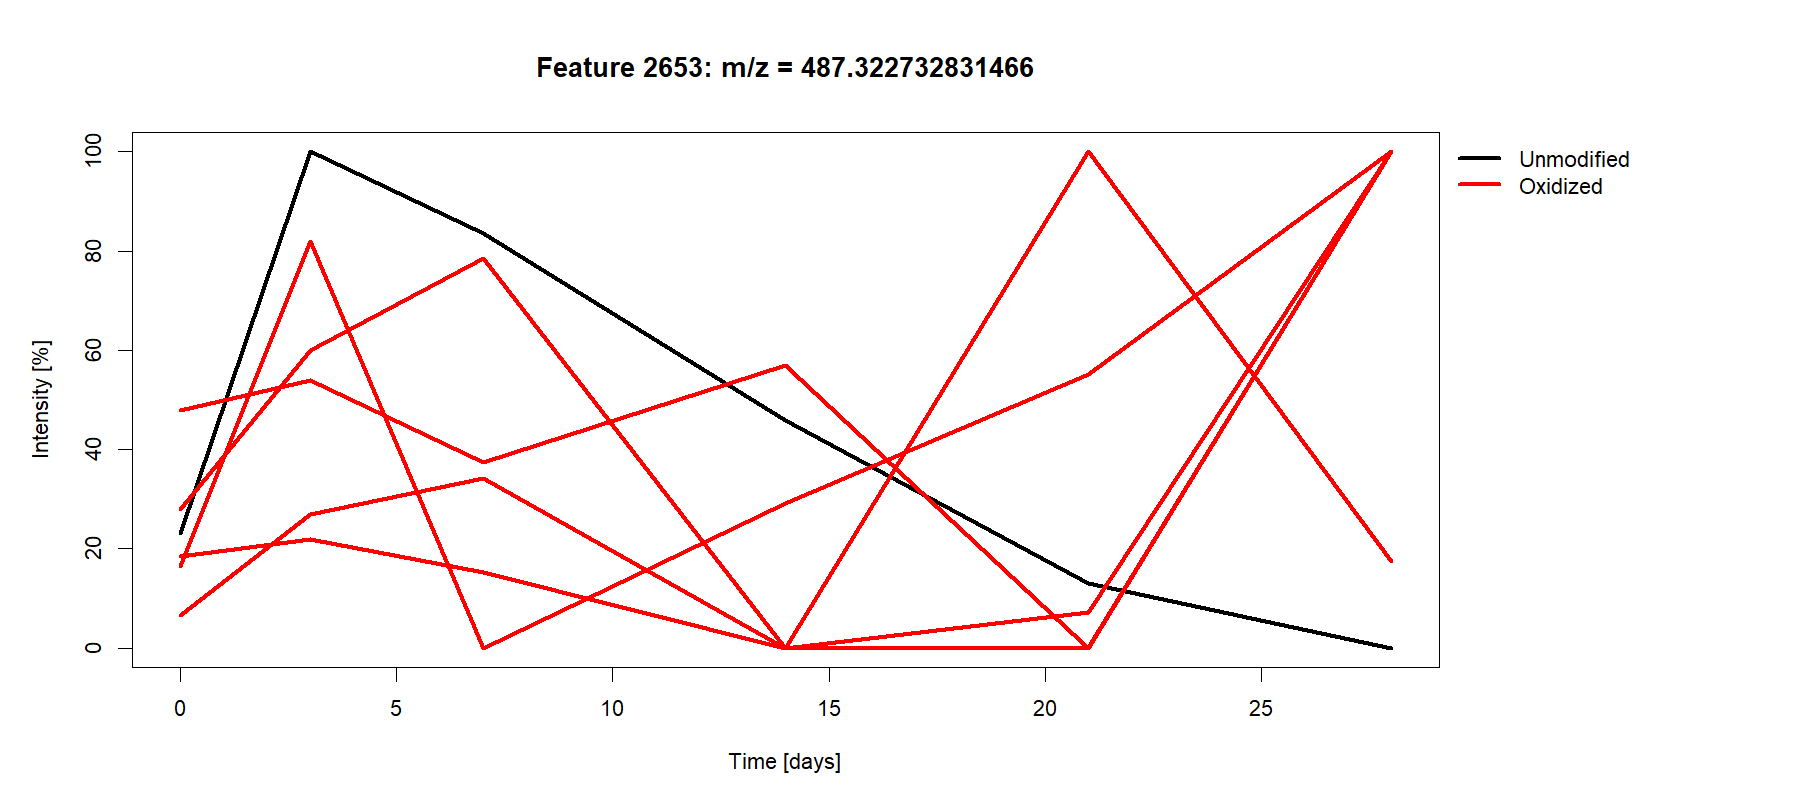 Feature 2653: m/z = 487.322732831466
100
80
60
40
20
0
Intensity [%]
0 5 10 15 20 25
Time [days]
Unmodified
Oxidized